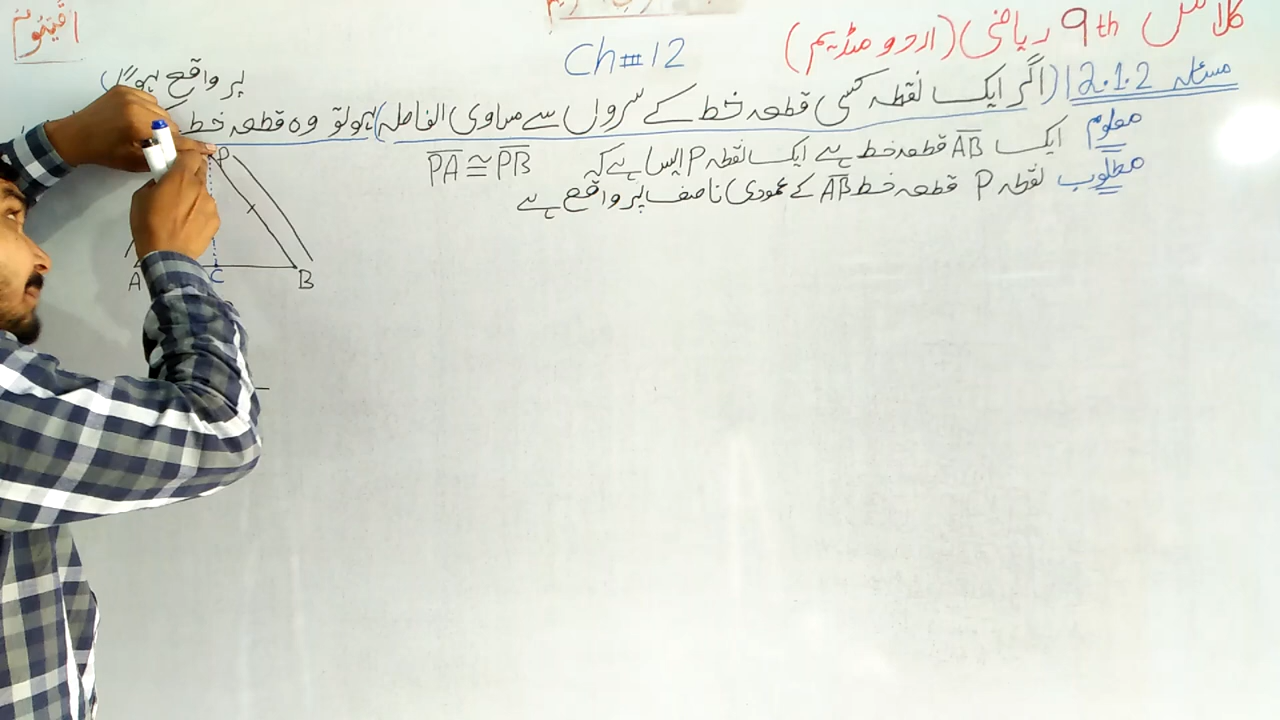 کلاس 9th ریاضی (اردو میڈیم)
Ch # 12
مسئلہ 12.1.2 (اگر ایک نقطہ کسی قطعہ خط کے سروں سے مساوی الفاصلہ) ہو تو وہ قطعہ خط
پر واقع ہوگا
معلوم ایک AB قطعہ خط ہے ایک نقطہ P ایسا ہے کہ PA ≅ PB
مطلوب نقطہ P قطعہ خط AB کے عمودی ناصف پر واقع ہے
P
A C B